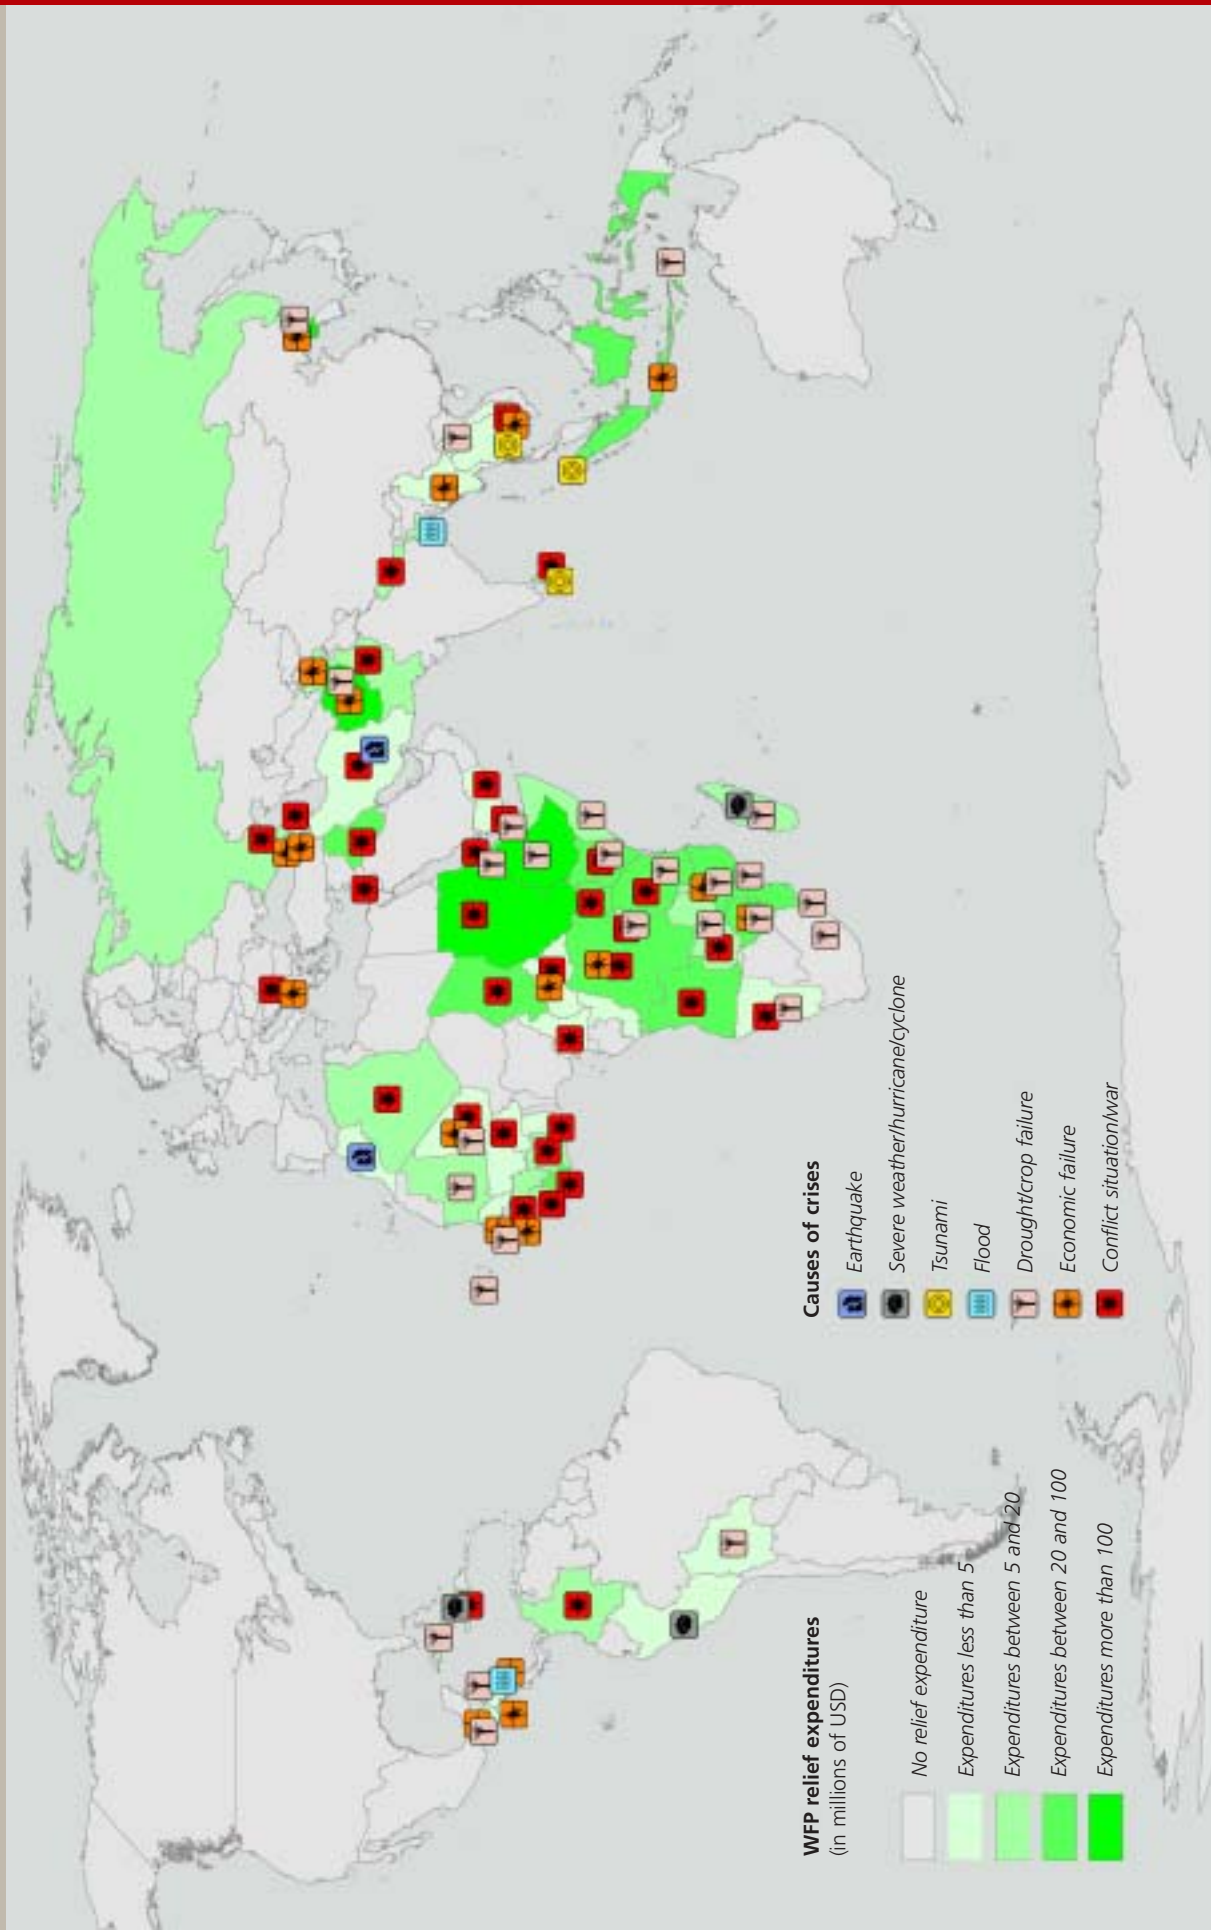 WFP relief expenditures
(in millions of USD)
No relief expenditure
Expenditures less than 5
Expenditures between 5 and 20
Expenditures between 20 and 100
Expenditures more than 100
Causes of crises
Earthquake
Severe weather/hurricane/cyclone
Tsunami
Flood
Drought/crop failure
Economic failure
Conflict situation/war